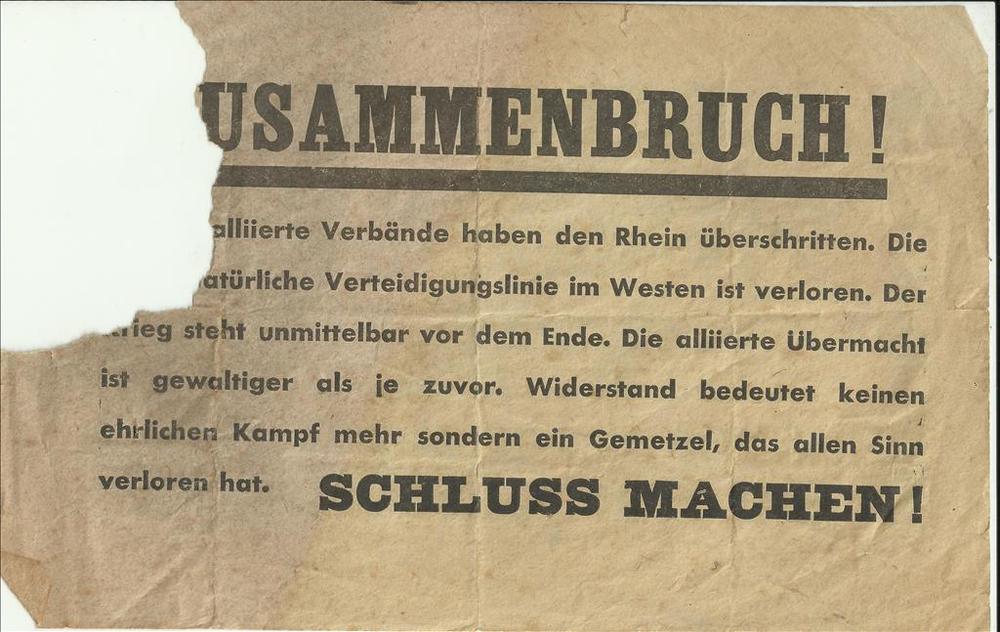 USAMMENBRUCH!
alliierte Verbände haben den Rhein überschritten. Die
atürliche Verteidigungslinie im Westen ist verloren. Der
rieg steht unmittelbar vor dem Ende. Die alliierte Übermacht
ist gewaltiger als je zuvor. Widerstand bedeutet keinen
ehrlichen Kampf mehr sondern ein Gemetzel, das allen Sinn
verloren hat. SCHLUSS MACHEN!